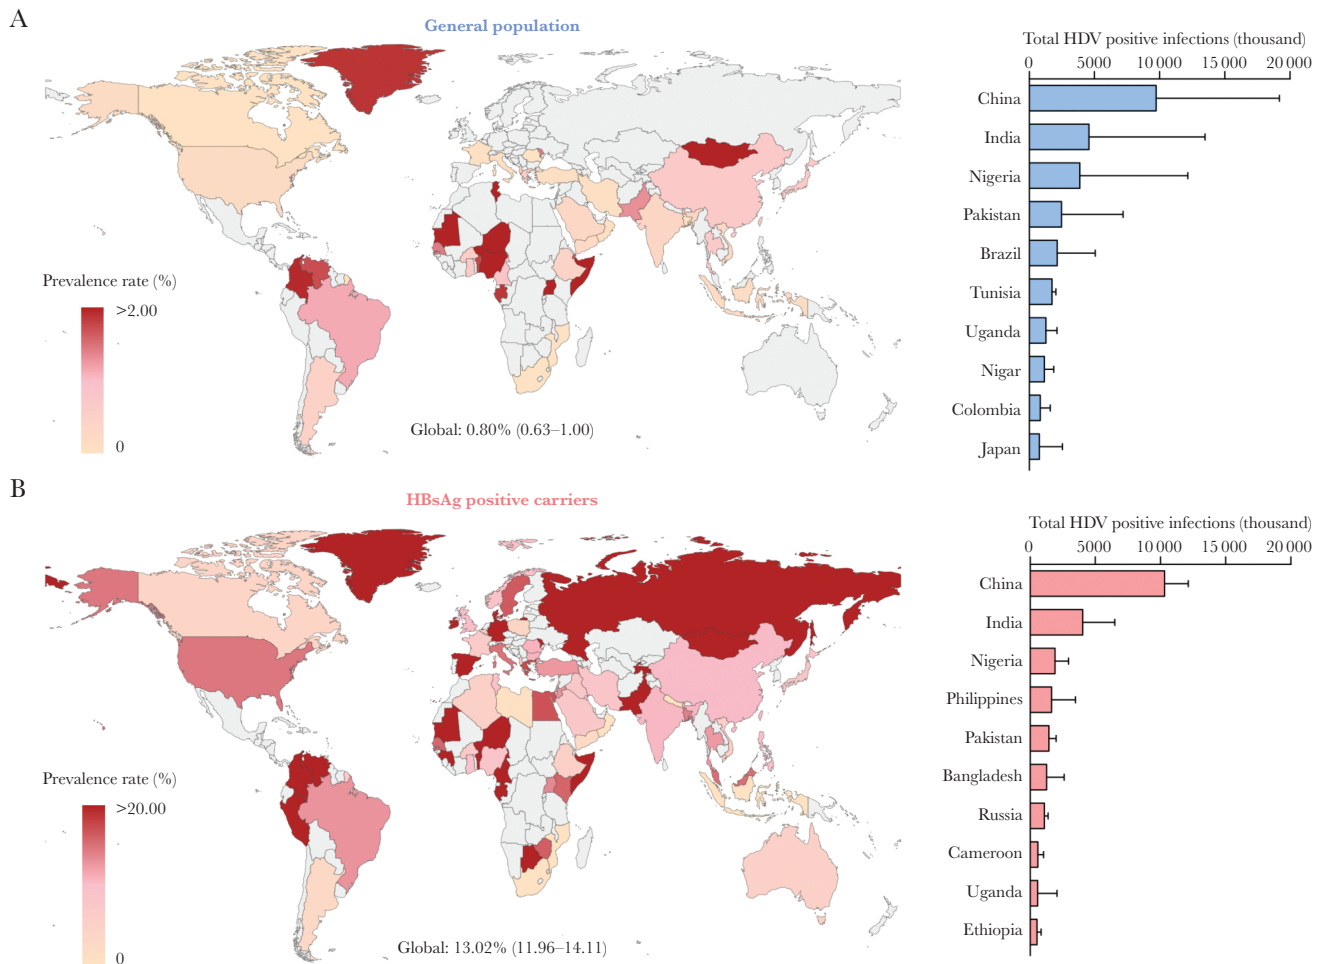 A
General population
Prevalence rate (%)
>2.00
0
Global: 0.80% (0.63–1.00)
Total HDV positive infections (thousand)
0 5000 10 000 15 000 20 000
China
India
Nigeria
Pakistan
Brazil
Tunisia
Uganda
Nigar
Colombia
Japan
B
HBsAg positive carriers
Prevalence rate (%)
>20.00
0
Global: 13.02% (11.96–14.11)
Total HDV positive infections (thousand)
0 5000 10 000 15 000 20 000
China
India
Nigeria
Philippines
Pakistan
Bangladesh
Russia
Cameroon
Uganda
Ethiopia